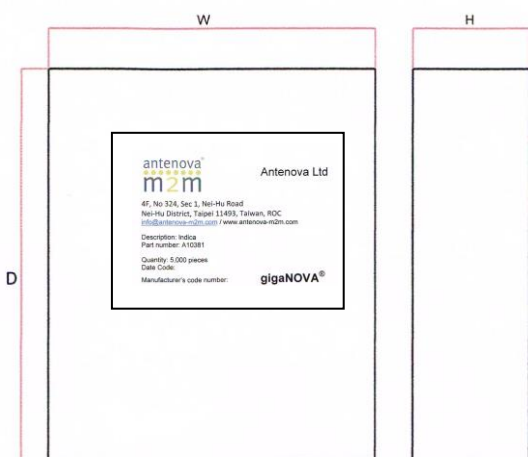 W
H
D
antenova®
m2m
Antenova Ltd
4F, No 324, Sec 1, Nei-Hu Road
Nei-Hu District, Taipei 11493, Taiwan, ROC
info@antenova-m2m.com / www.antenova-m2m.com
Description: Indica
Part number: A10381
Quantity: 5,000 pieces
Date Code:
Manufacturer's code number:
gigaNOVA®